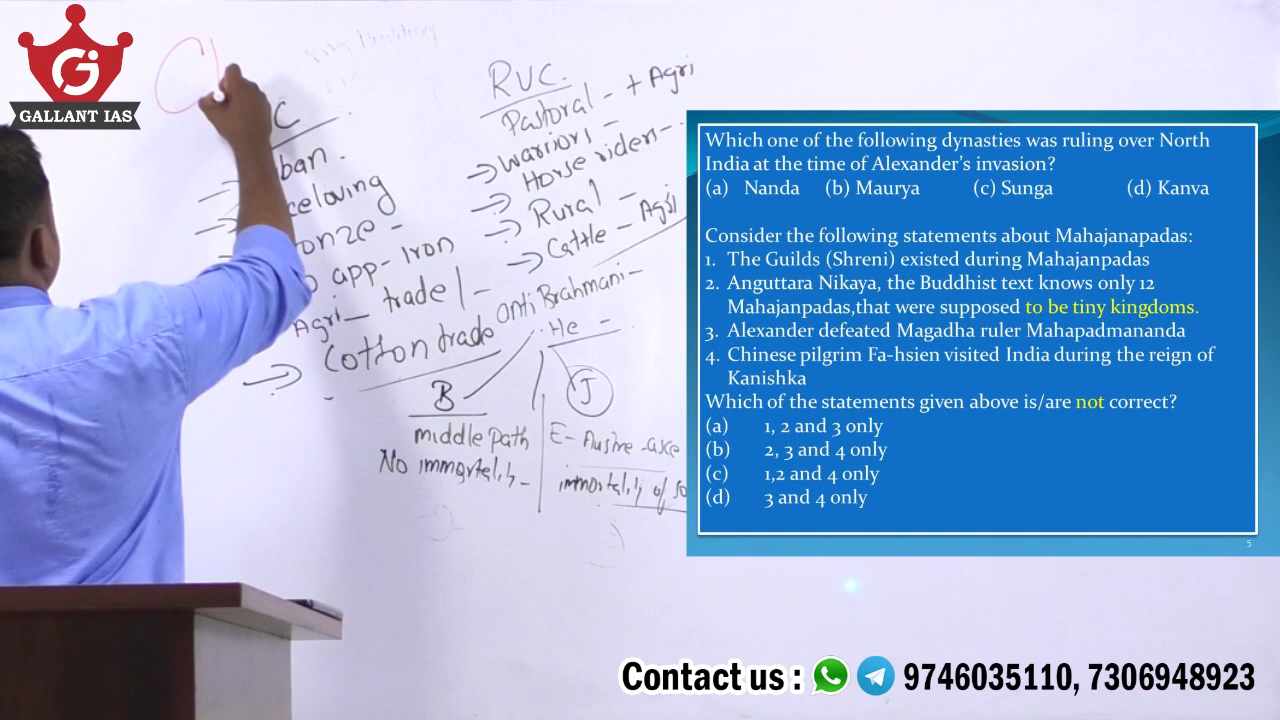 GALLANT IAS
C
ban.
celoving
onze -
app - iron
Agri - trade | -
Cotton trade
RVC.
Pastoral - + Agri
→ Warriors -
→ Horse riders -
→ Rural -
→ Cattle - Agri
anti Brahmani -
He -
B
middle path
No immortality -
J
immortality of so
Which one of the following dynasties was ruling over North
India at the time of Alexander's invasion?
(a) Nanda (b) Maurya (c) Sunga (d) Kanva
Consider the following statements about Mahajanapadas:
1. The Guilds (Shreni) existed during Mahajanpadas
2. Anguttara Nikaya, the Buddhist text knows only 12
Mahajanpadas,that were supposed to be tiny kingdoms.
3. Alexander defeated Magadha ruler Mahapadmananda
4. Chinese pilgrim Fa-hsien visited India during the reign of
Kanishka
Which of the statements given above is/are not correct?
(a) 1, 2 and 3 only
(b) 2, 3 and 4 only
(c) 1,2 and 4 only
(d) 3 and 4 only
5
Contact us : 9746035110, 7306948923